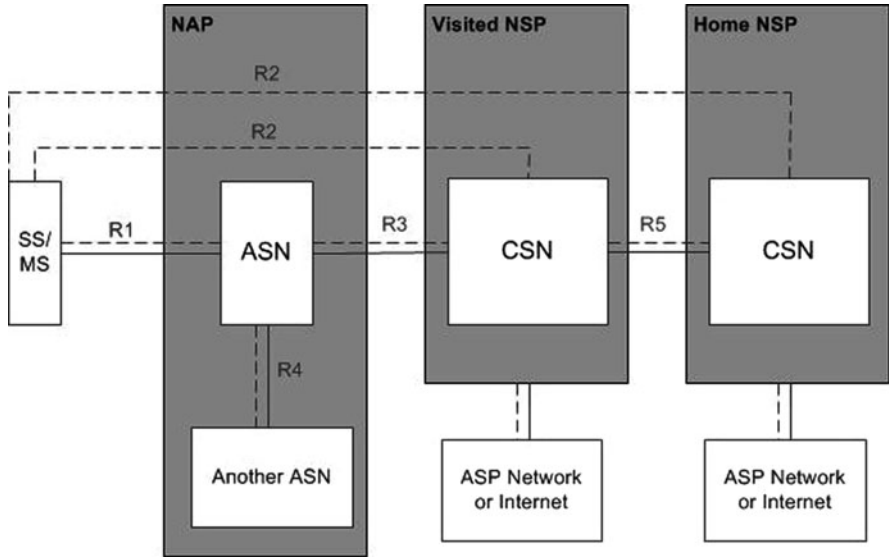 NAP
Visited NSP
Home NSP
R2
R2
SS/
MS
R1
ASN
R3
CSN
R5
CSN
R4
Another ASN
ASP Network
or Internet
ASP Network
or Internet